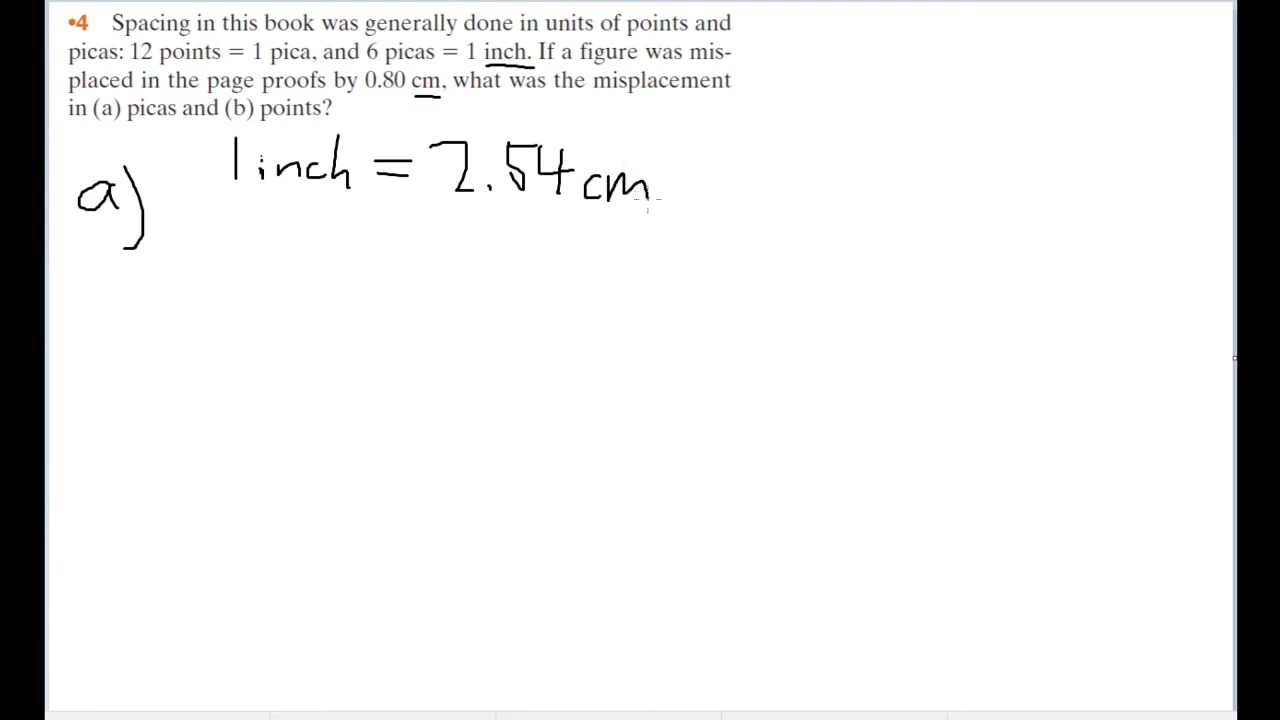 •4 Spacing in this book was generally done in units of points and
picas: 12 points = 1 pica, and 6 picas = 1 inch. If a figure was mis-
placed in the page proofs by 0.80 cm, what was the misplacement
in (a) picas and (b) points?
1 inch = 2.54 cm
a)